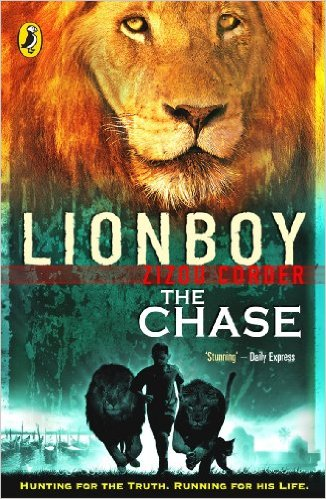 LIONBOY
ZIZOU CORDER
THE
CHASE
'Stunning' – Daily Express
HUNTING FOR THE TRUTH. RUNNING FOR HIS LIFE.